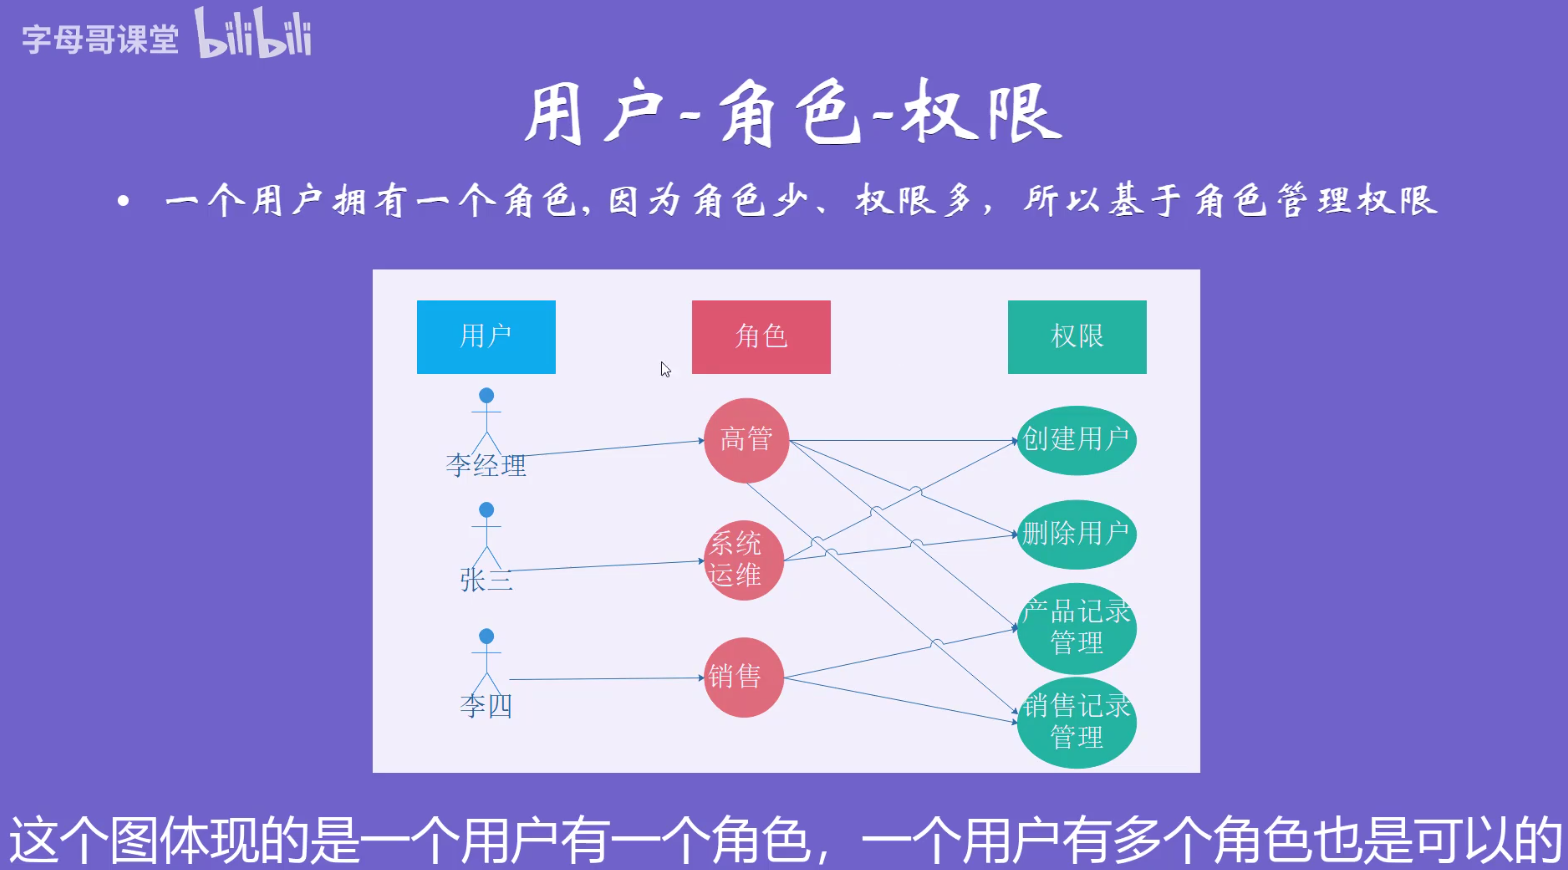 字母哥课堂 bilibili
用户-角色-权限
• 一个用户拥有一个角色,因为角色少、权限多，所以基于角色管理权限
用户
角色
权限
李经理
高管
创建用户
张三
系统
运维
删除用户
李四
销售
产品记录
管理
销售记录
管理
这个图体现的是一个用户有一个角色，一个用户有多个角色也是可以的